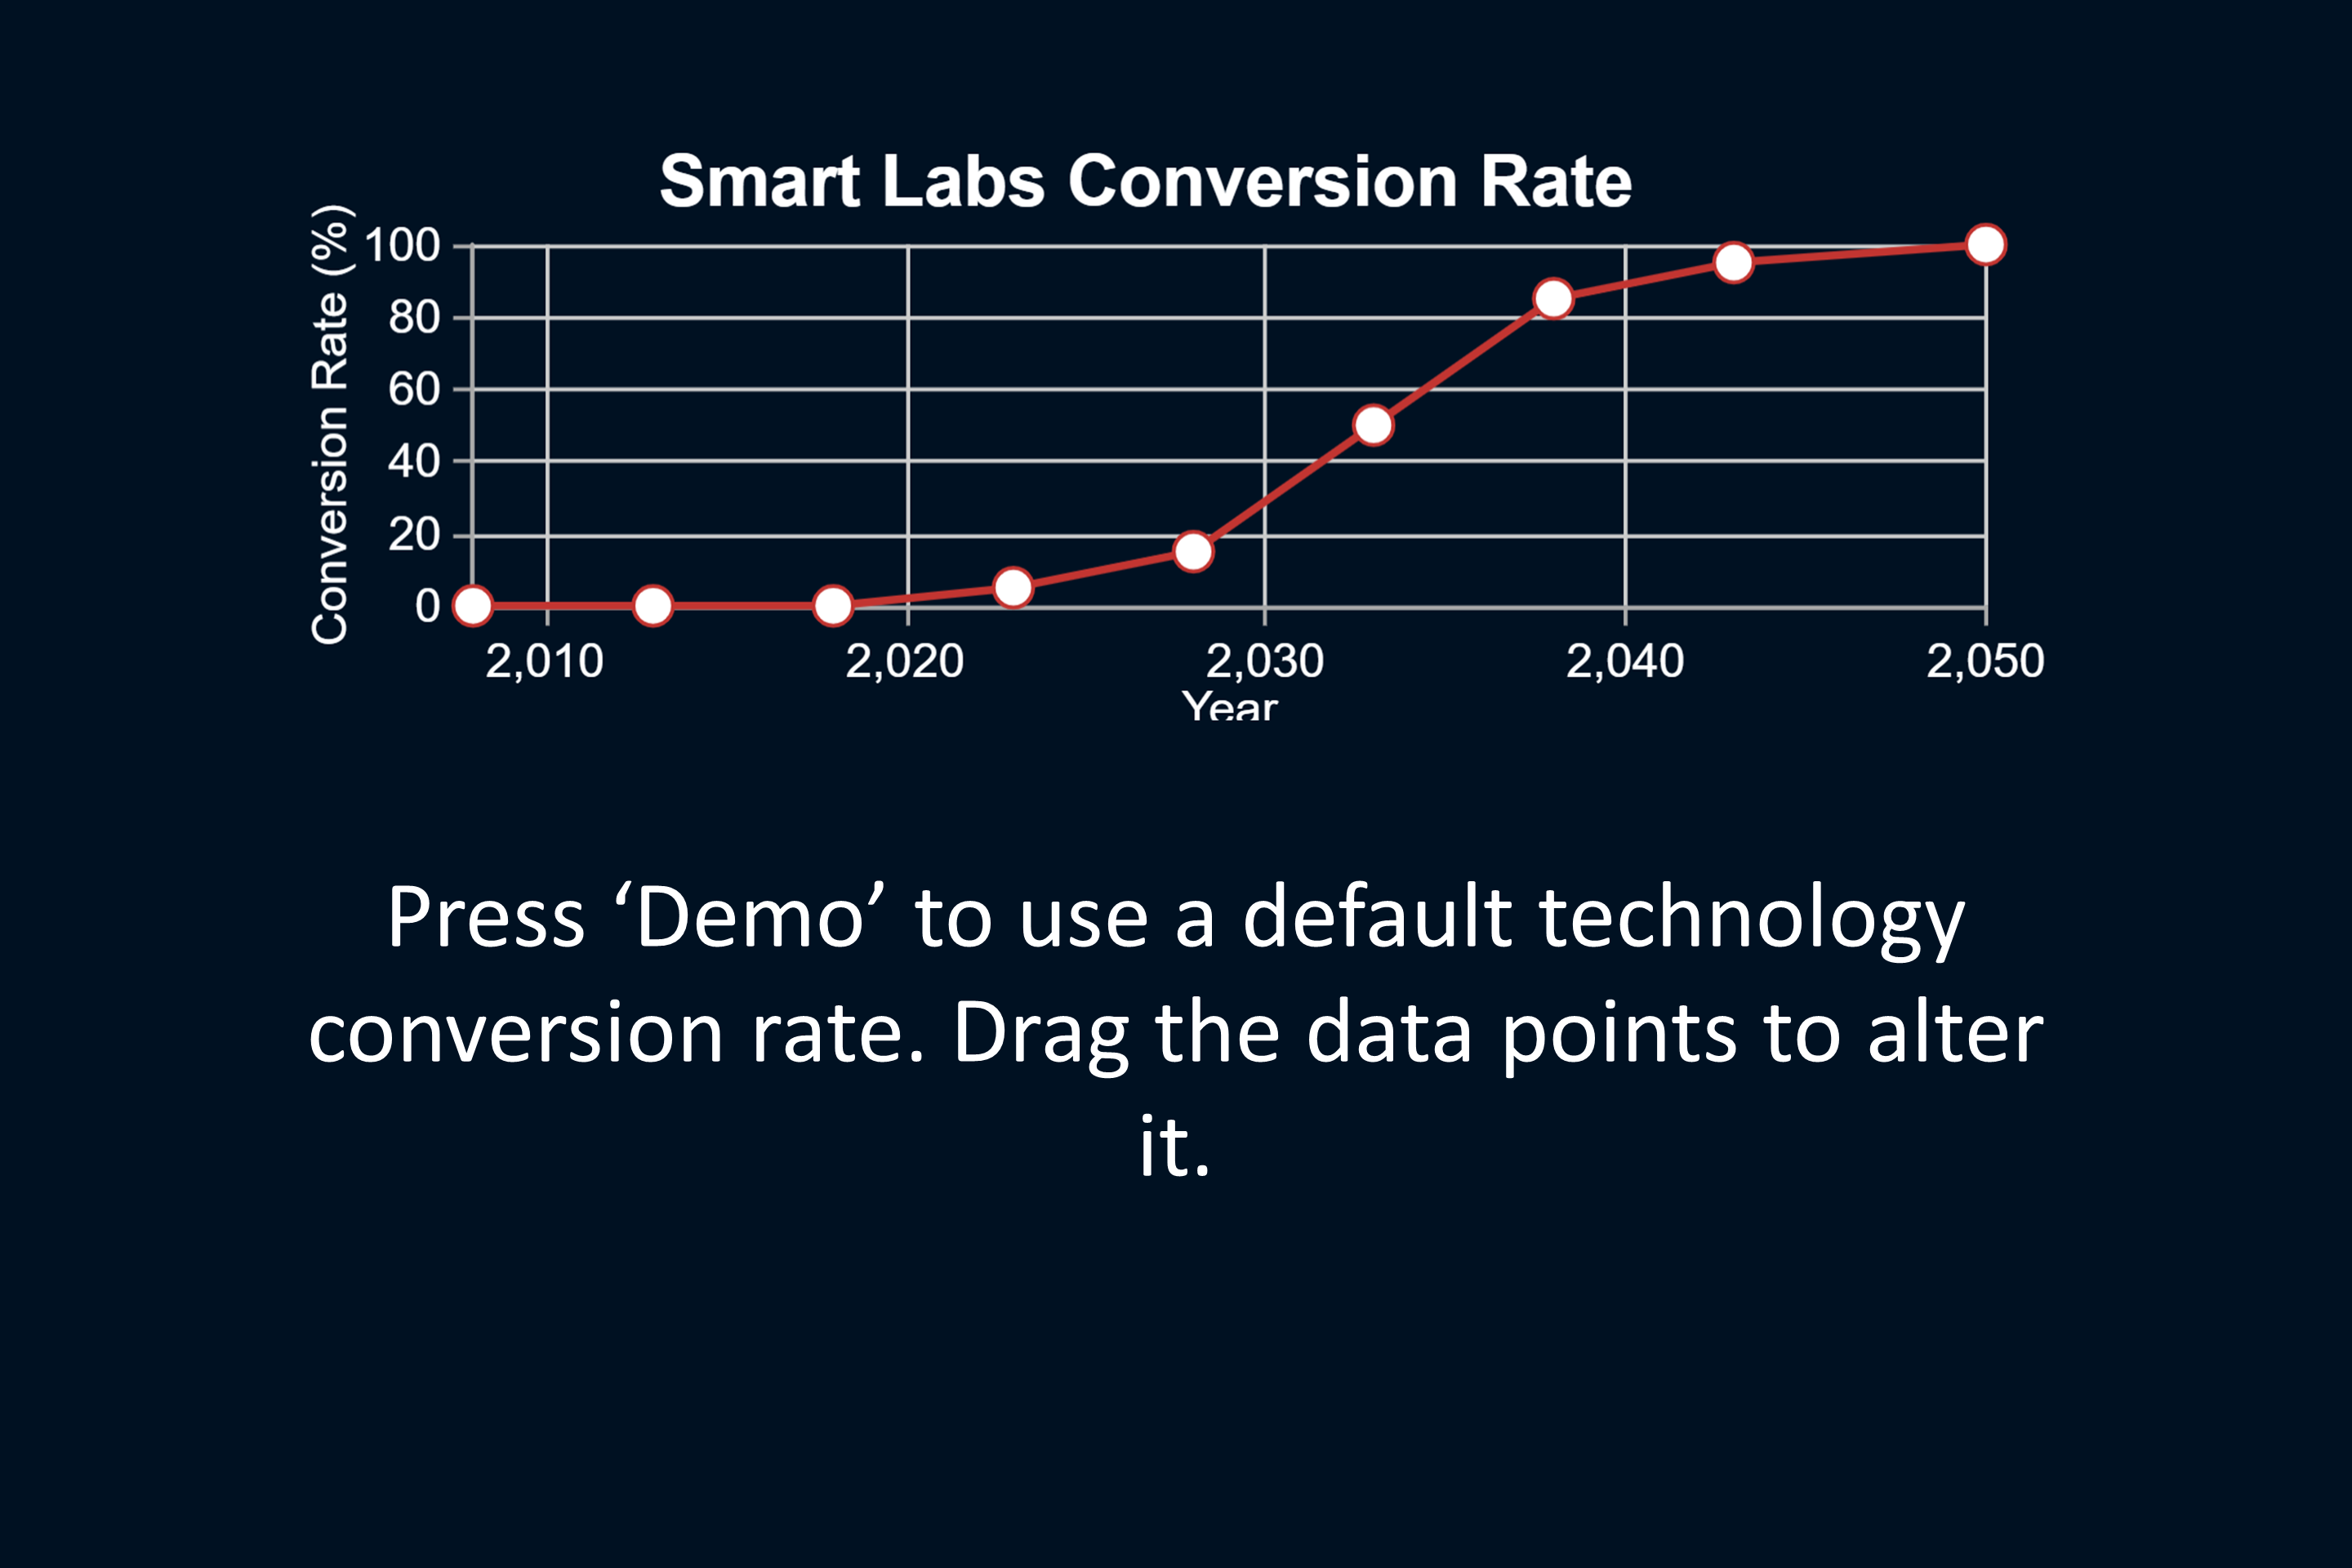 Smart Labs Conversion Rate
Conversion Rate (%)
100
80
60
40
20
0
2,010 2,020 2,030 2,040 2,050
Year
Press ‘Demo’ to use a default technology
conversion rate. Drag the data points to alter
it.